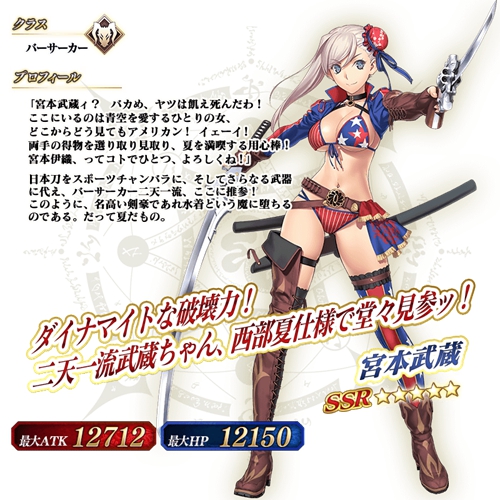 クラス
バーサーカー
プロフィール
「宮本武蔵ィ？　バカめ、ヤツは飢え死んだわ！
ここにいるのは青空を愛するひとりの女、
どこからどう見てもアメリカン！　イェーイ！
両手の得物を選り取り見取り、夏を満喫する用心棒！
宮本伊織、ってコトでひとつ、よろしくね！」
日本刀をスポーツチャンバラに、そしてさらなる武器
に代え、バーサーカー二天一流、ここに推参！
このように、名高い剣豪であれ水着という魔に堕ちる
のである。だって夏だもの。
ダイナマイトな破壊力！
二天一流武蔵ちゃん、西部夏仕様で堂々見参ッ！
宮本武蔵
SSR
最大ATK 12712
最大HP 12150